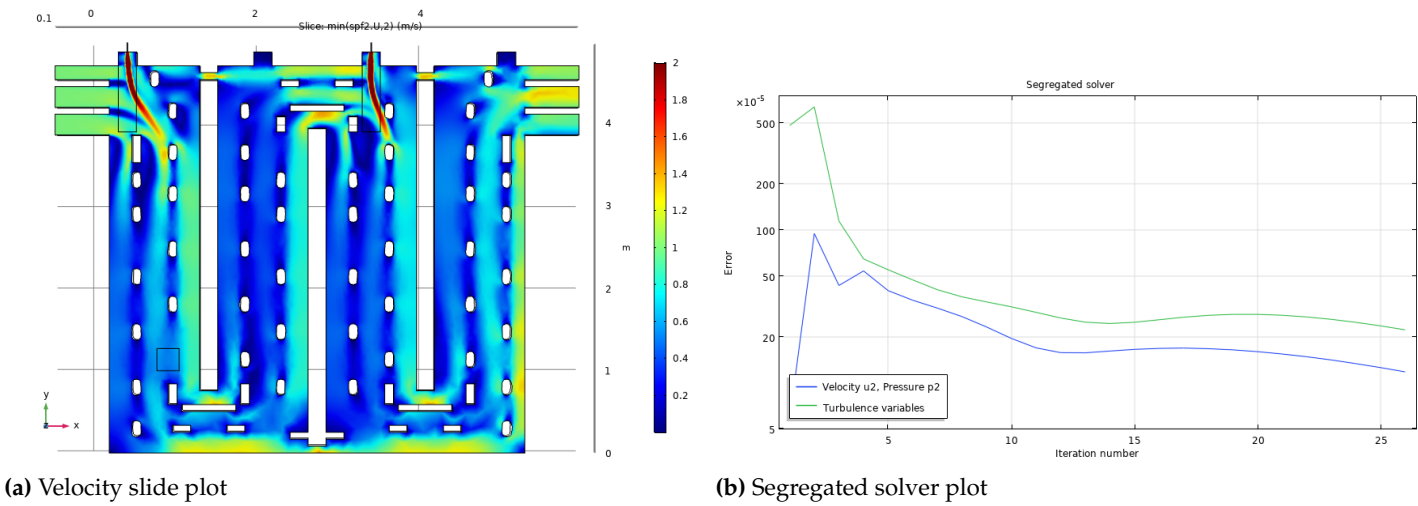 0.1
0
2
4
Slice: min(spf2.U,2) (m/s)
2
1.8
1.6
1.4
1.2
1
0.8
0.6
0.4
0.2
4
3
m
2
1
0
y
z
x
(a) Velocity slide plot
Segregated solver
×10⁻⁵
500
200
100
50
20
5
Error
Velocity u2, Pressure p2
Turbulence variables
5
10
15
20
25
Iteration number
(b) Segregated solver plot